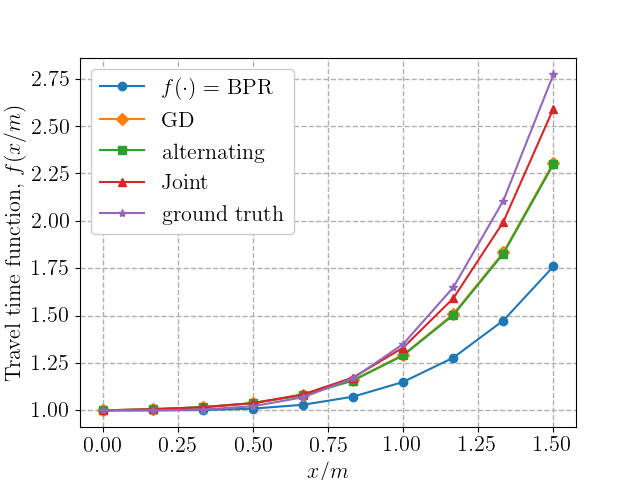 f(·) = BPR
GD
alternating
Joint
ground truth
Travel time function, f(x/m)
2.75
2.50
2.25
2.00
1.75
1.50
1.25
1.00
0.00 0.25 0.50 0.75 1.00 1.25 1.50
x/m